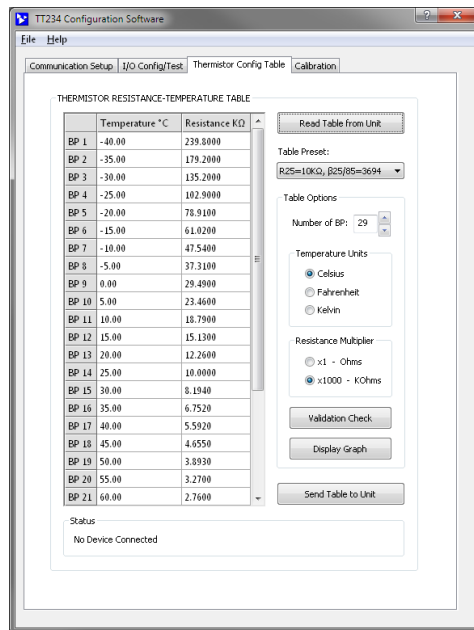 TT234 Configuration Software
File Help
Communication Setup I/O Config/Test Thermistor Config Table Calibration
THERMISTOR RESISTANCE-TEMPERATURE TABLE
Temperature °C Resistance KΩ
BP 1 -40.00 239.8000
BP 2 -35.00 179.2000
BP 3 -30.00 135.2000
BP 4 -25.00 102.9000
BP 5 -20.00 78.9100
BP 6 -15.00 61.0200
BP 7 -10.00 47.5400
BP 8 -5.00 37.3100
BP 9 0.00 29.4900
BP 10 5.00 23.4600
BP 11 10.00 18.7900
BP 12 15.00 15.1300
BP 13 20.00 12.2600
BP 14 25.00 10.0000
BP 15 30.00 8.1940
BP 16 35.00 6.7520
BP 17 40.00 5.5920
BP 18 45.00 4.6550
BP 19 50.00 3.8930
BP 20 55.00 3.2700
BP 21 60.00 2.7600
Read Table from Unit
Table Preset:
R25=10KΩ, β25/85=3694
Table Options
Number of BP: 29
Temperature Units
Celsius
Fahrenheit
Kelvin
Resistance Multiplier
x1 - Ohms
x1000 - KOhms
Validation Check
Display Graph
Send Table to Unit
Status
No Device Connected